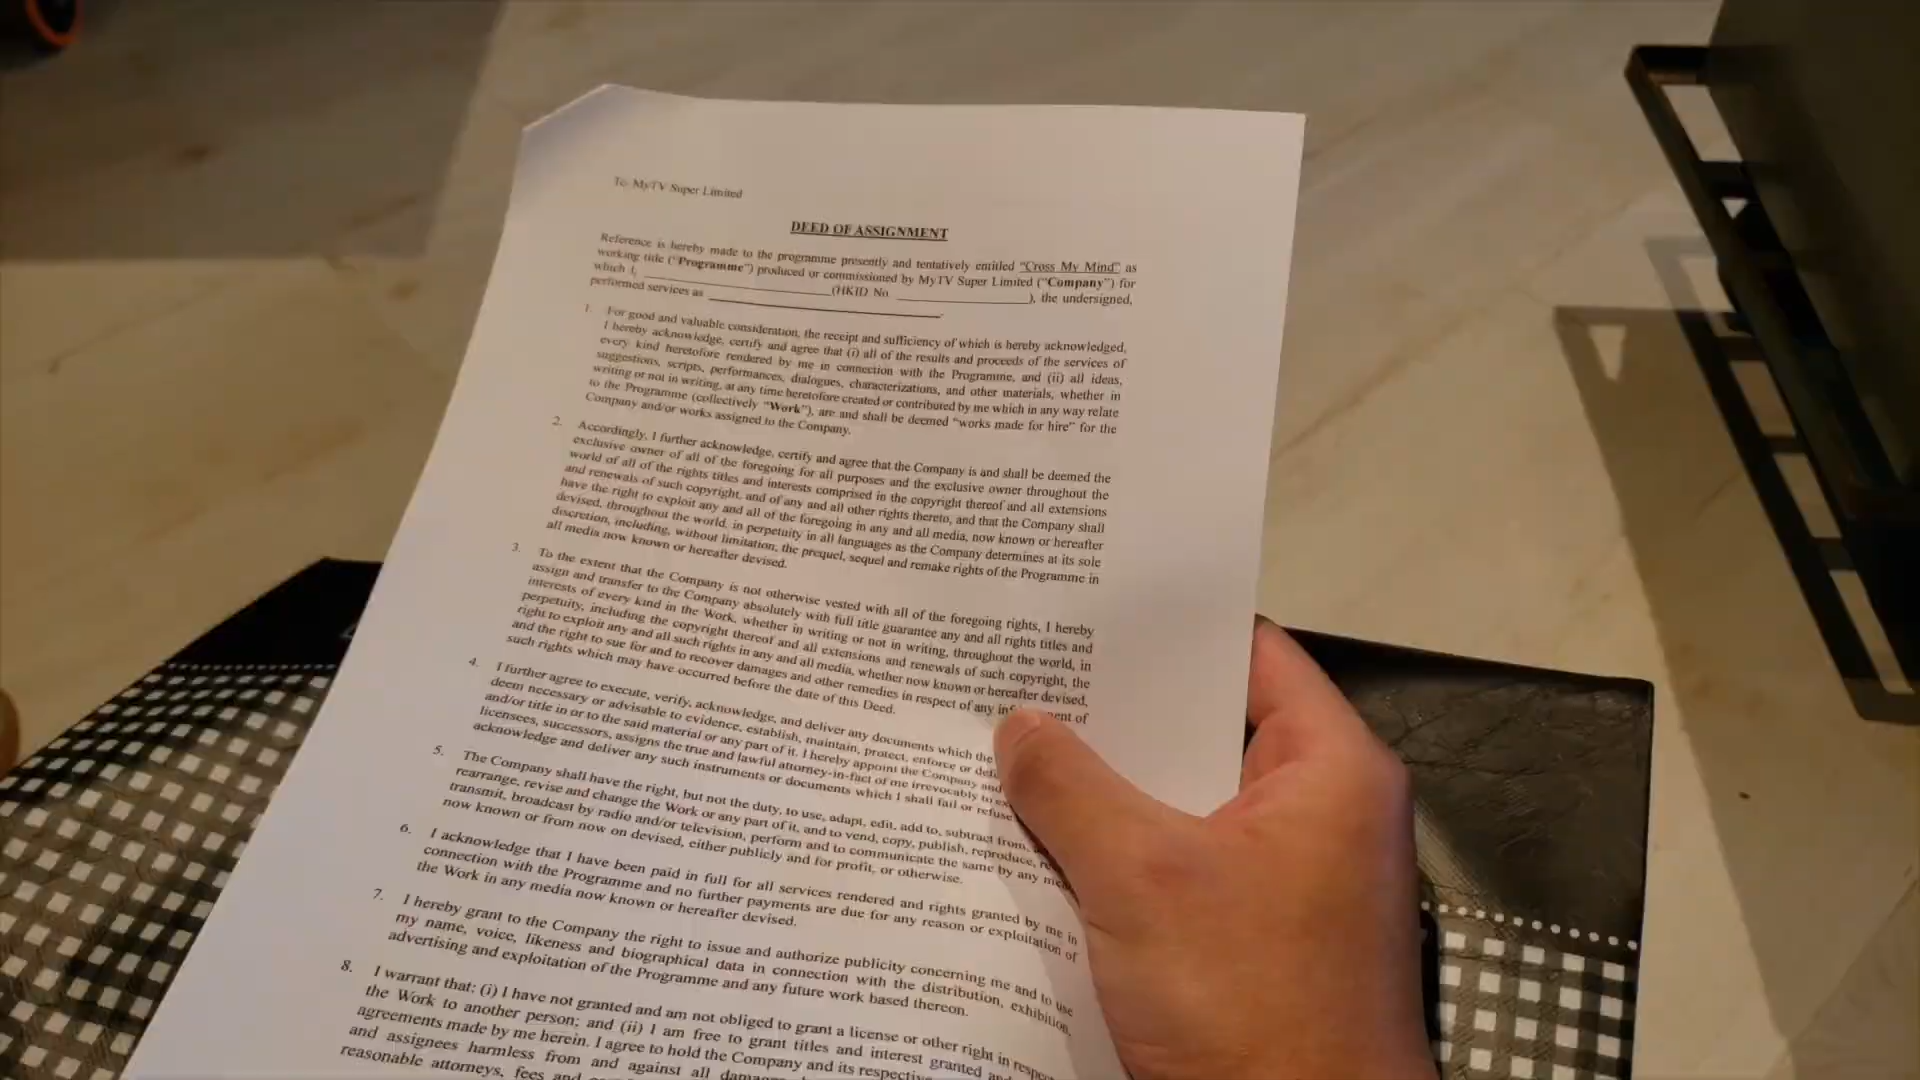 To: MyTV Super Limited
DEED OF ASSIGNMENT
Reference is hereby made to the programme presently and tentatively entitled "Cross My Mind" as
working title ("Programme") produced or commissioned by MyTV Super Limited ("Company") for
which I, ____________________(HKID No. ______________), the undersigned,
performed services as ________________________.
1. For good and valuable consideration, the receipt and sufficiency of which is hereby acknowledged,
I hereby acknowledge, certify and agree that (i) all of the results and proceeds of the services of
every kind heretofore rendered by me in connection with the Programme, and (ii) all ideas,
suggestions, scripts, performances, dialogues, characterizations, and other materials, whether in
writing or not in writing, at any time heretofore created or contributed by me which in any way relate
to the Programme (collectively "Work"), are and shall be deemed "works made for hire" for the
Company and/or works assigned to the Company.
2. Accordingly, I further acknowledge, certify and agree that the Company is and shall be deemed the
exclusive owner of all of the foregoing for all purposes and the exclusive owner throughout the
world of all of the rights titles and interests comprised in the copyright thereof and all extensions
and renewals of such copyright, and of any and all other rights thereto, and that the Company shall
have the right to exploit any and all of the foregoing in any and all media, now known or hereafter
devised, throughout the world, in perpetuity in all languages as the Company determines at its sole
discretion, including, without limitation, the prequel, sequel and remake rights of the Programme in
all media now known or hereafter devised.
3. To the extent that the Company is not otherwise vested with all of the foregoing rights, I hereby
assign and transfer to the Company absolutely with full title guarantee any and all rights titles and
interests of every kind in the Work, whether in writing or not in writing, throughout the world, in
perpetuity, including the copyright thereof and all extensions and renewals of such copyright, the
right to exploit any and all such rights in any and all media, whether now known or hereafter devised,
and the right to sue for and to recover damages and other remedies in respect of any of
such rights which may have occurred before the date of this Deed.
4. I further agree to execute, verify, acknowledge, and deliver any documents which the
deem necessary or advisable to evidence, establish, maintain, protect, enforce or
and/or title in or to the said material or any part of it. I hereby appoint the Company and
licensees, successors, assigns the true and lawful attorney-in-fact of me irrevocably to
acknowledge and deliver any such instruments or documents which I shall fail or refuse
5. The Company shall have the right, but not the duty, to use, adapt, edit, add to, subtract from,
rearrange, revise and change the Work or any part of it, and to vend, copy, publish, reproduce,
transmit, broadcast by radio and/or television, perform and to communicate the same by any
now known or from now on devised, either publicly and for profit, or otherwise.
6. I acknowledge that I have been paid in full for all services rendered and rights granted by me in
connection with the Programme and no further payments are due for any reason or exploitation of
the Work in any media now known or hereafter devised.
7. I hereby grant to the Company the right to issue and authorize publicity concerning me and to use
my name, voice, likeness and biographical data in connection with the distribution, exhibition,
advertising and exploitation of the Programme and any future work based thereon.
8. I warrant that: (i) I have not granted and am not obliged to grant a license or other right in
the Work to another person; and (ii) I am free to grant titles and interest granted
agreements made by me herein. I agree to hold the Company and its
and assignees harmless from and against all
reasonable attorneys, fees and